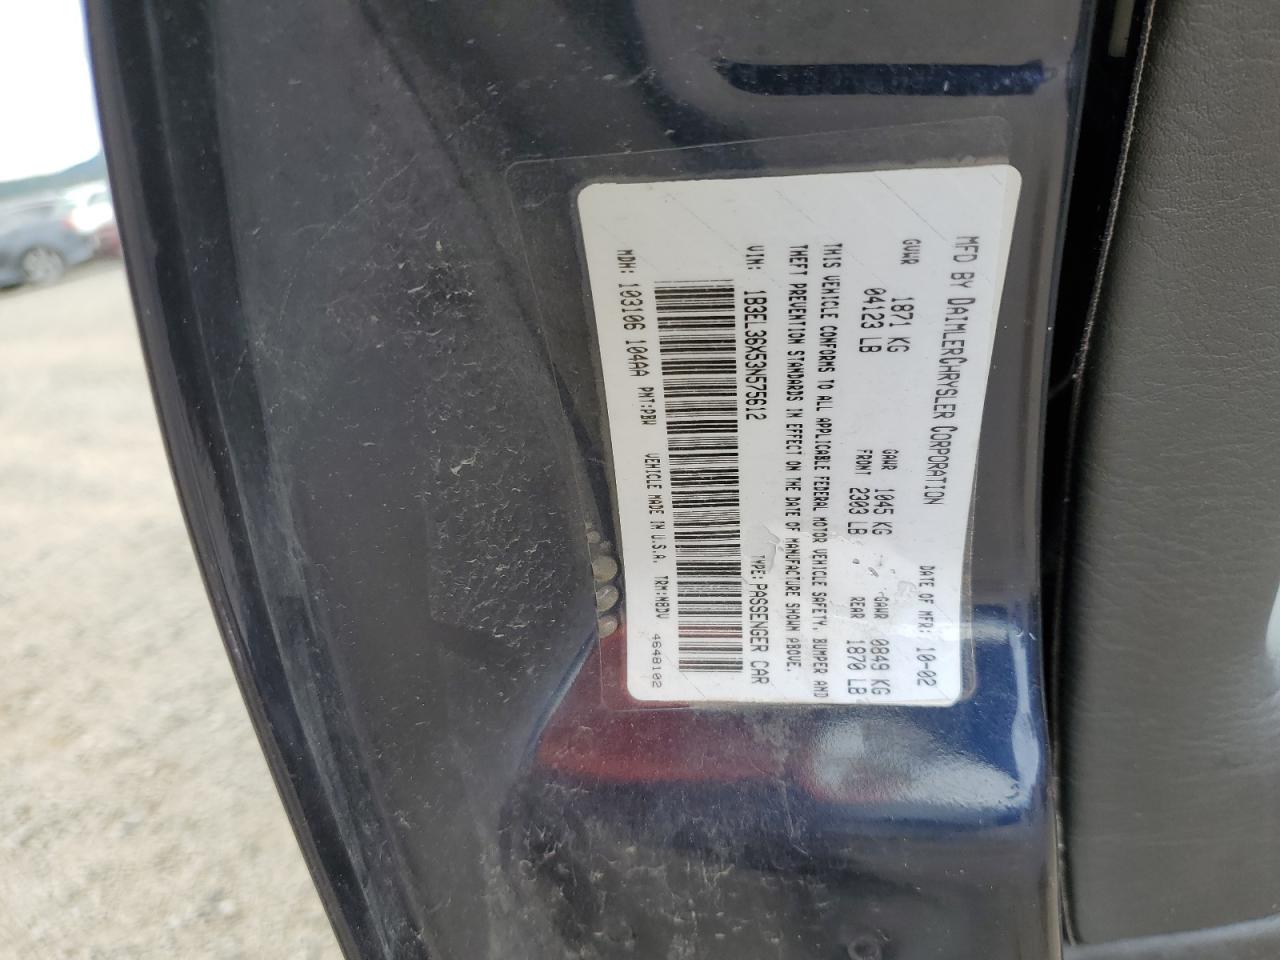 MFD BY DAIMLERCHRYSLER CORPORATION DATE OF MFR: 10-02
GVWR 1871 KG GAWR 1045 KG GAWR 0849 KG
04123 LB FRONT 2303 LB REAR 1870 LB
THIS VEHICLE CONFORMS TO ALL APPLICABLE FEDERAL MOTOR VEHICLE SAFETY, BUMPER AND
THEFT PREVENTION STANDARDS IN EFFECT ON THE DATE OF MANUFACTURE SHOWN ABOVE.
VIN: 1B3EL36X53N575612 TYPE: PASSENGER CAR
MDH: 103106 104AA PNT:PBW VEHICLE MADE IN U.S.A. TRM:M8DV 4648102